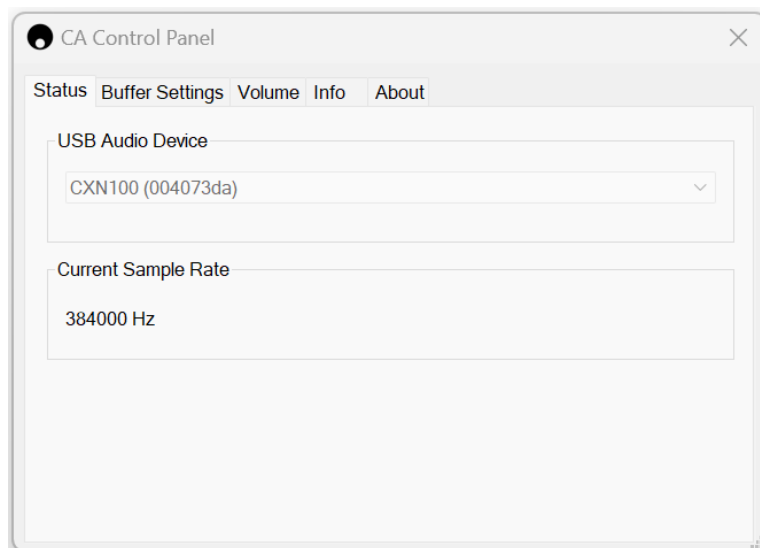 CA Control Panel
Status Buffer Settings Volume Info About
USB Audio Device
CXN100 (004073da)
Current Sample Rate
384000 Hz